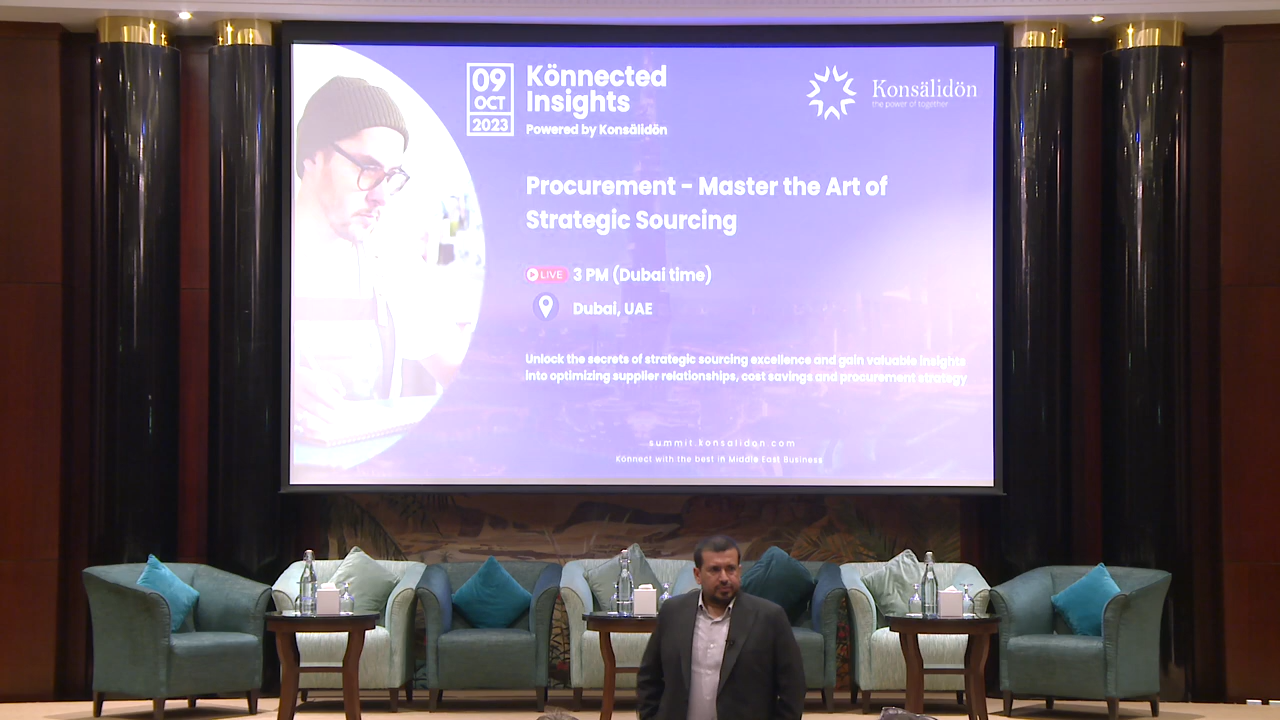 09
OCT
2023
Könnected
Insights
Powered by Konsälidön
Konsälidön
the power of together
Procurement - Master the Art of
Strategic Sourcing
LIVE 3 PM (Dubai time)
Dubai, UAE
Unlock the secrets of strategic sourcing excellence and gain valuable insights
into optimizing supplier relationships, cost savings and procurement strategy
summit.konsalidon.com
Konnect with the best in Middle East Business